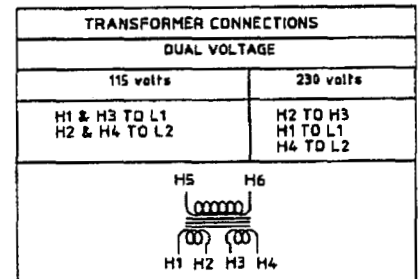 TRANSFORMER CONNECTIONS
DUAL VOLTAGE
115 volts
230 volts
H1 & H3 TO L1
H2 & H4 TO L2
H2 TO H3
H1 TO L1
H4 TO L2
H5 H6
H1 H2 H3 H4